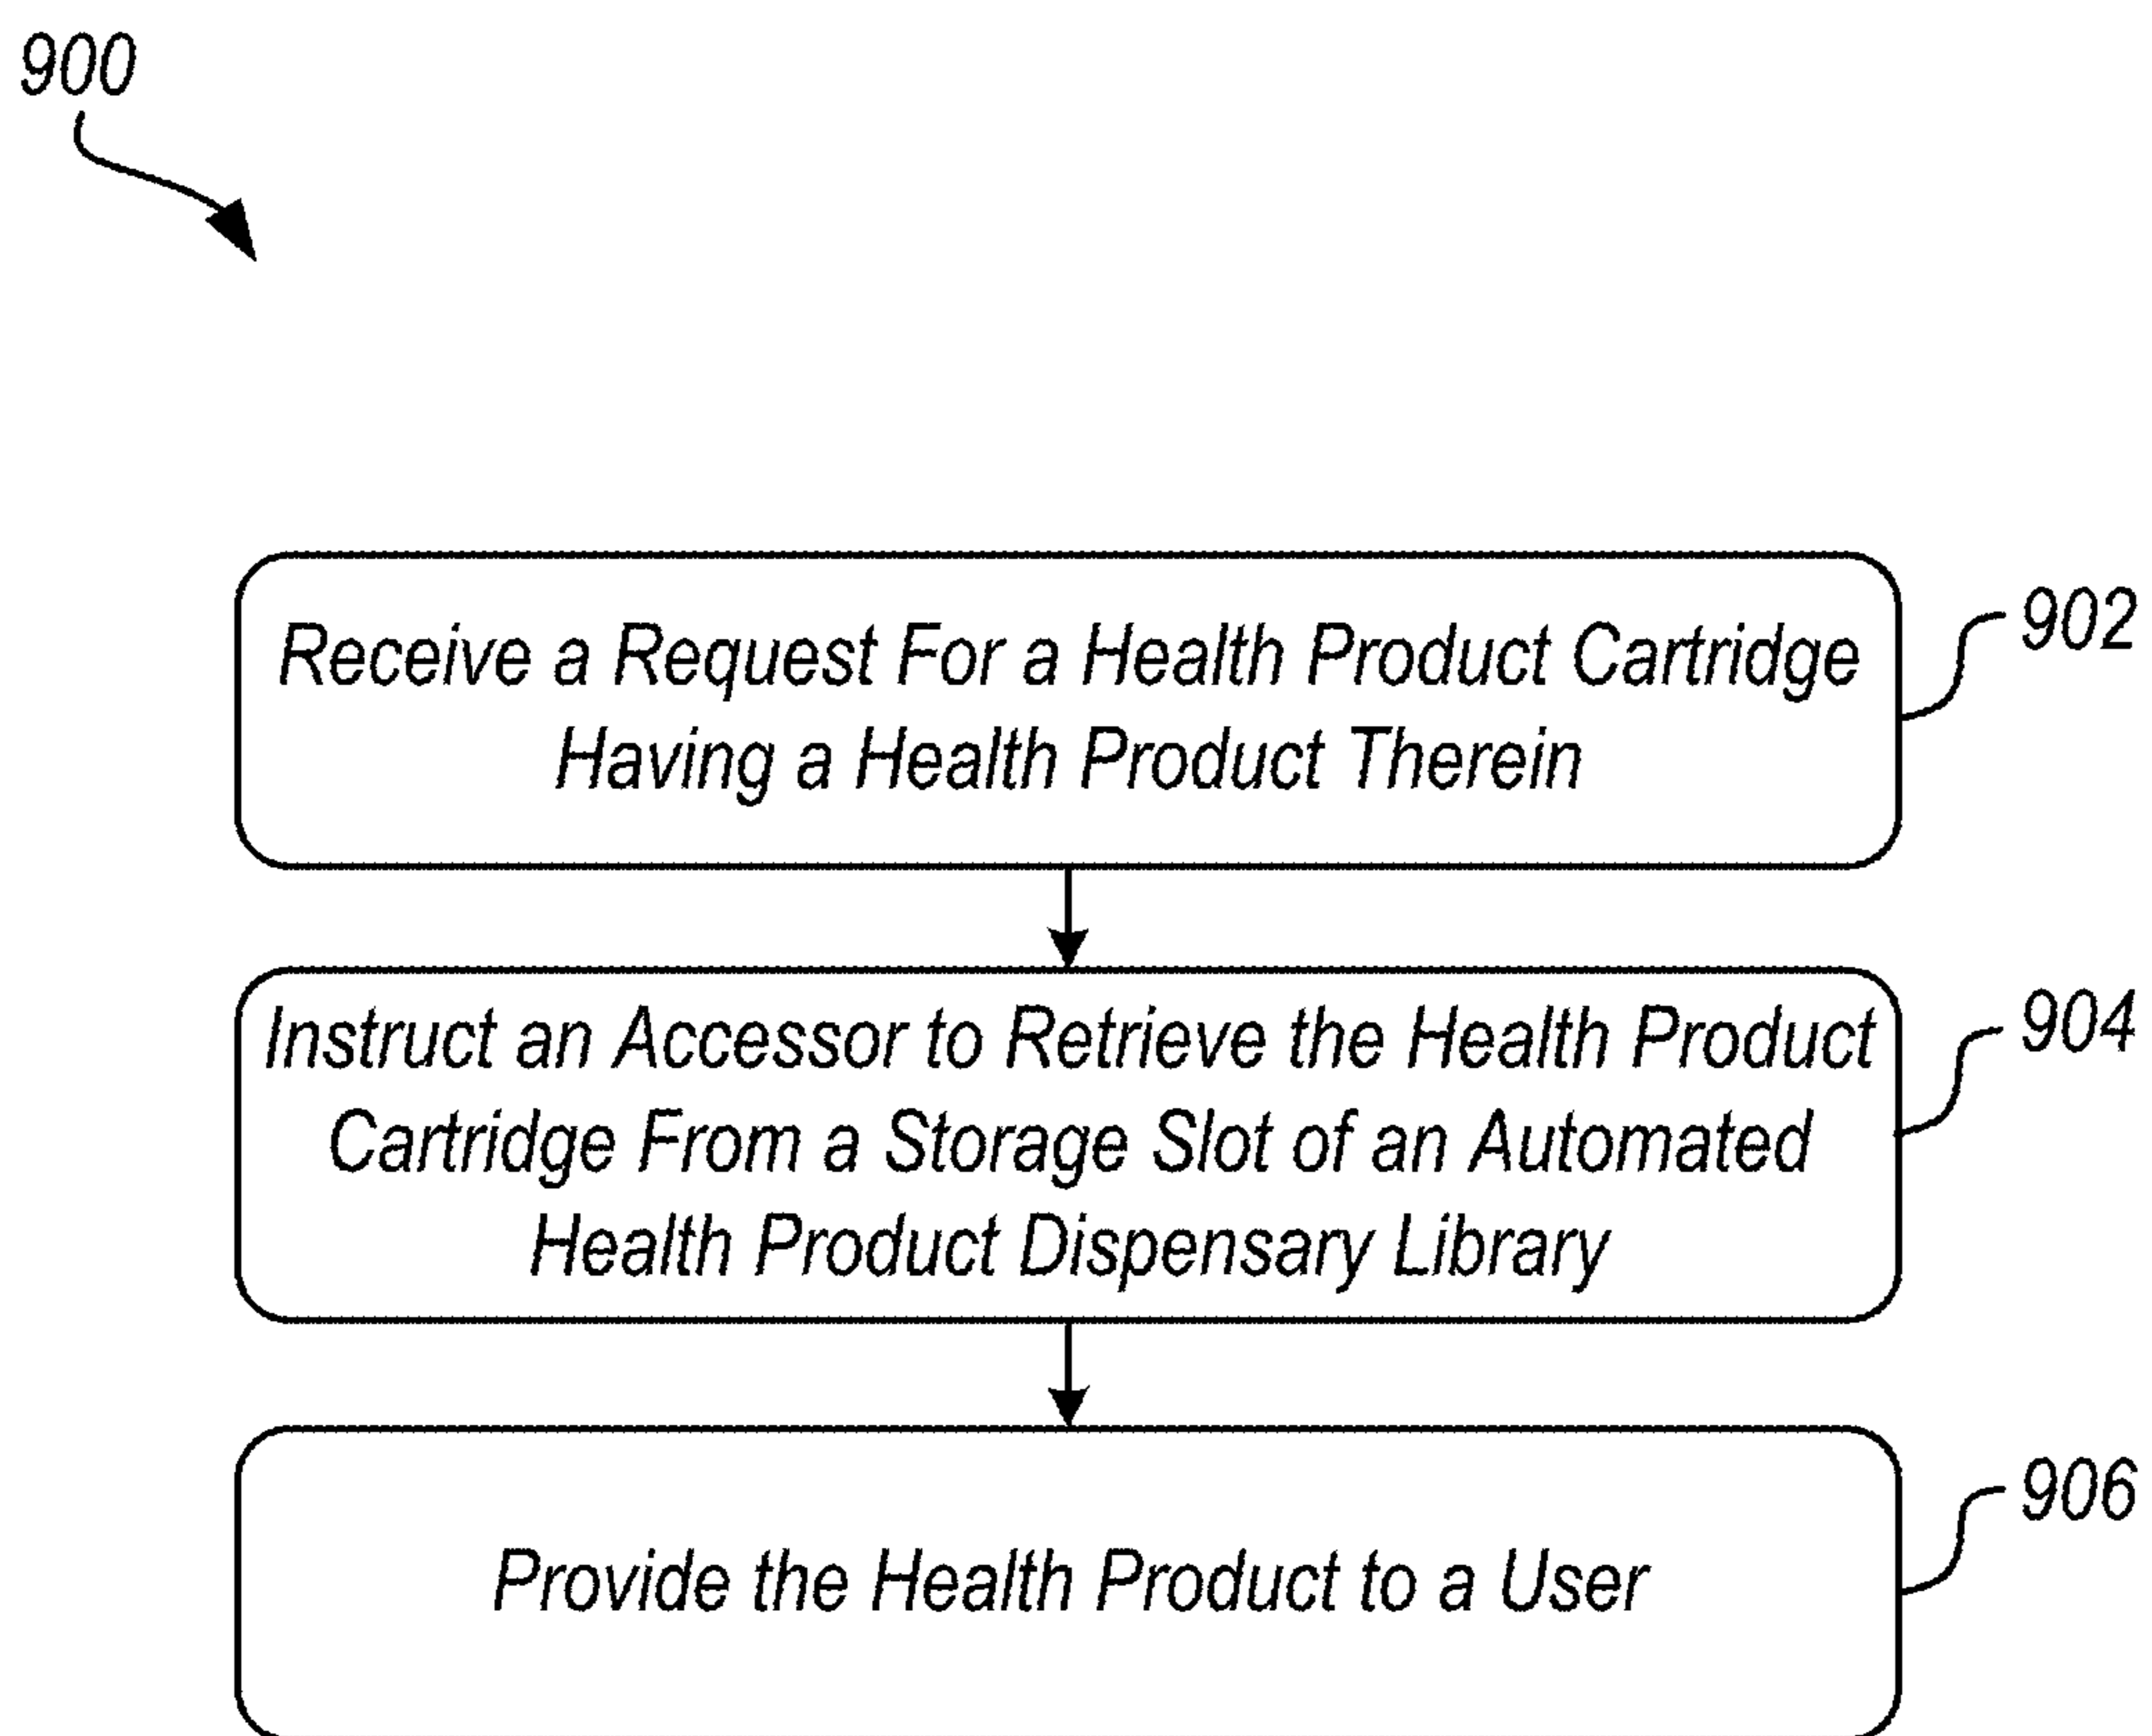 900
Receive a Request For a Health Product Cartridge
Having a Health Product Therein
902
Instruct an Accessor to Retrieve the Health Product
Cartridge From a Storage Slot of an Automated
Health Product Dispensary Library
904
Provide the Health Product to a User
906